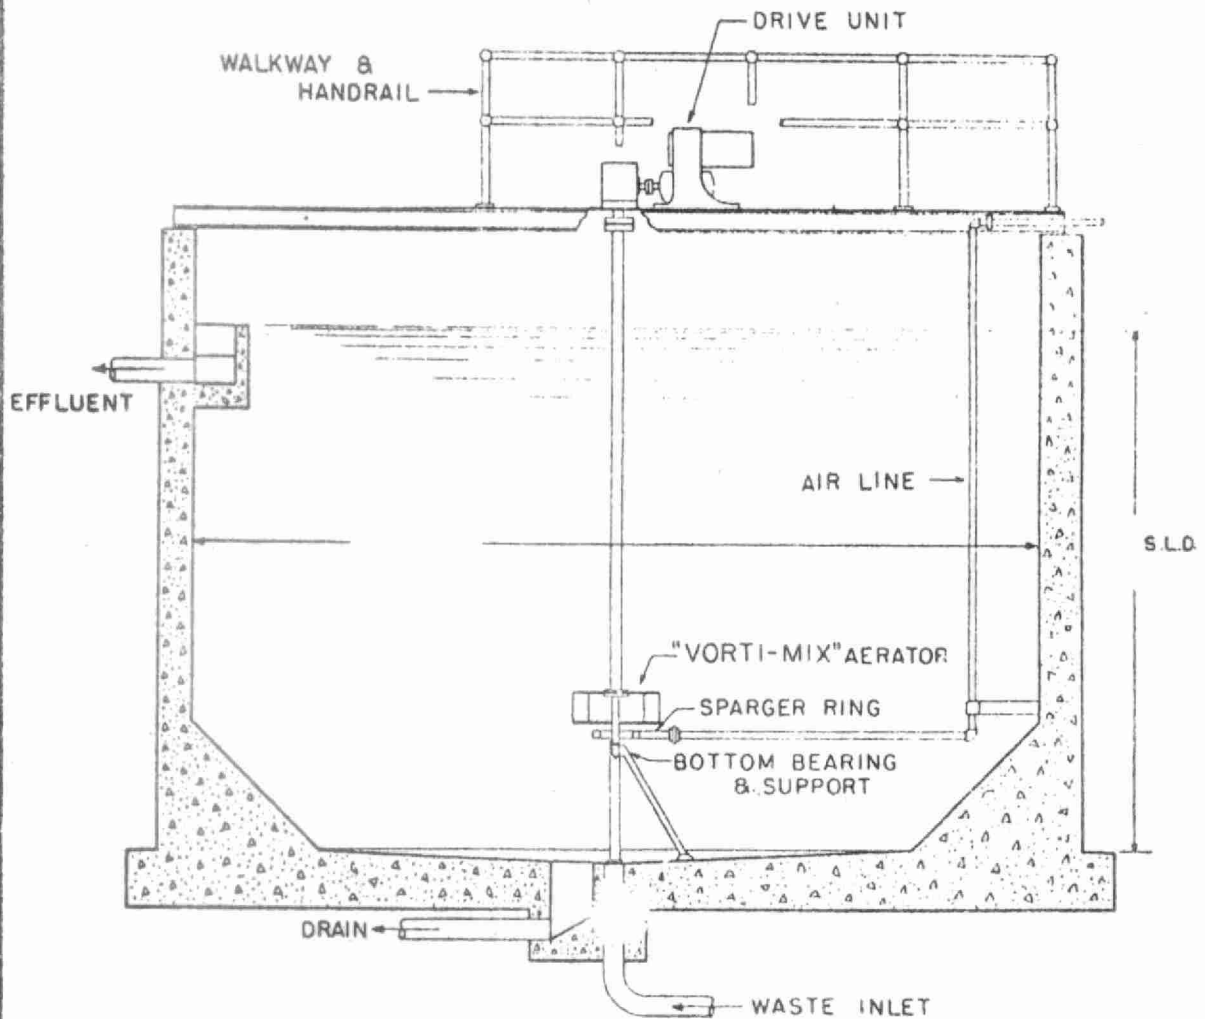 DRIVE UNIT
WALKWAY &
HANDRAIL
EFFLUENT
AIR LINE
S.L.D.
"VORTI-MIX" AERATOR
SPARGER RING
BOTTOM BEARING
& SUPPORT
DRAIN
WASTE INLET